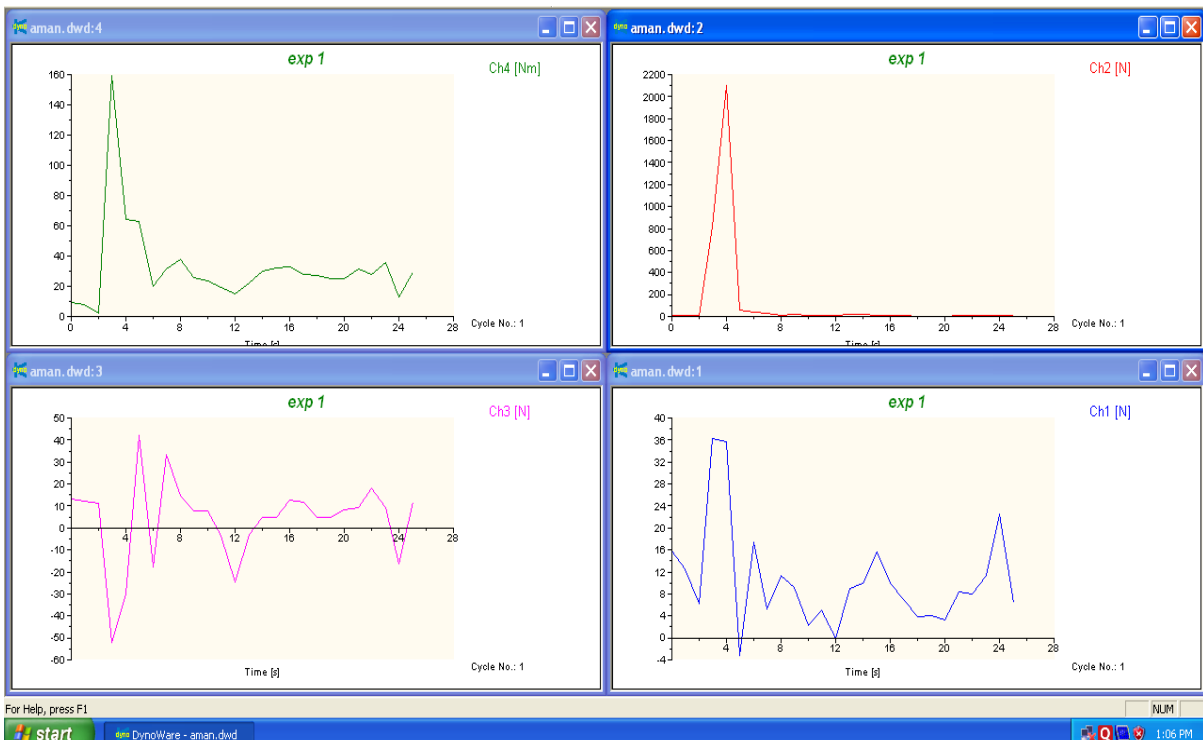 aman.dwd:4
exp 1
Ch4 [Nm]
160
140
120
100
80
60
40
20
0
0 4 8 12 16 20 24 28
Cycle No.: 1
Time [s]
aman.dwd:2
exp 1
Ch2 [N]
2200
2000
1800
1600
1400
1200
1000
800
600
400
200
0
0 4 8 12 16 20 24 28
Cycle No.: 1
Time [s]
aman.dwd:3
exp 1
Ch3 [N]
50
40
30
20
10
0
-10
-20
-30
-40
-50
-60
4 8 12 16 20 24 28
Time [s]
Cycle No.: 1
aman.dwd:1
exp 1
Ch1 [N]
40
36
32
28
24
20
16
12
8
4
0
-4
4 8 12 16 20 24 28
Time [s]
Cycle No.: 1
For Help, press F1
NUM
start
dyno DynoWare - aman.dwd
Q
1:06 PM